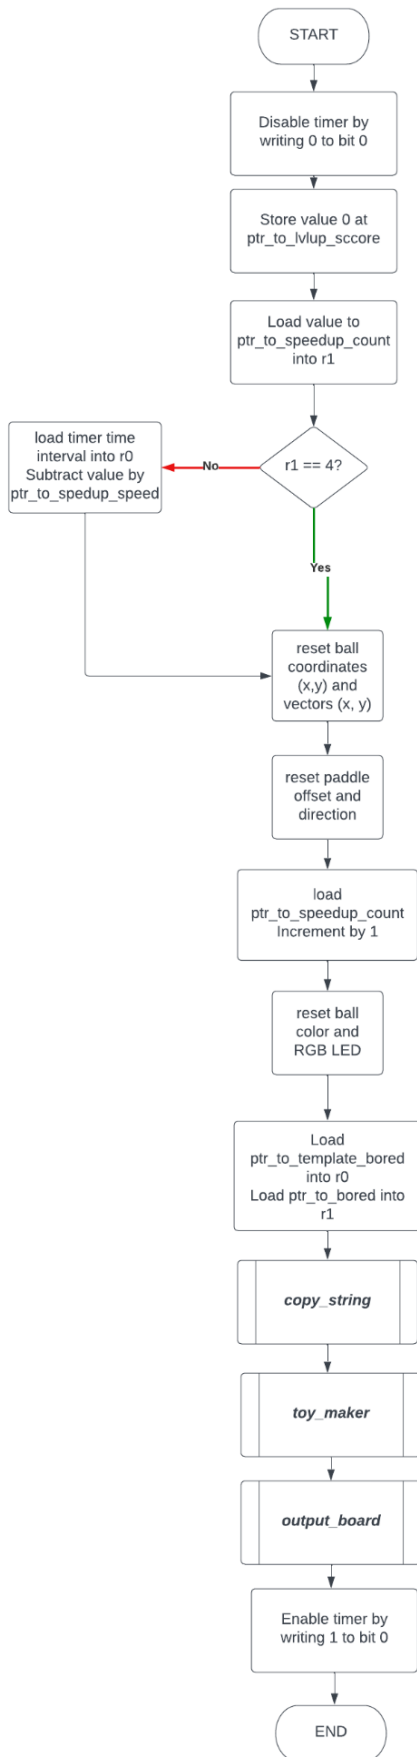 START
Disable timer by
writing 0 to bit 0
Store value 0 at
ptr_to_lvlup_sccore
Load value to
ptr_to_speedup_count
into r1
r1 == 4?
No
load timer time
interval into r0
Subtract value by
ptr_to_spedup_speed
Yes
reset ball
coordinates
(x,y) and
vectors (x, y)
reset paddle
offset and
direction
load
ptr_to_speedup_count
Increment by 1
reset ball
color and
RGB LED
Load
ptr_to_template_bored
into r0
Load ptr_to_bored into
r1
copy_string
toy_maker
output_board
Enable timer by
writing 1 to bit 0
END